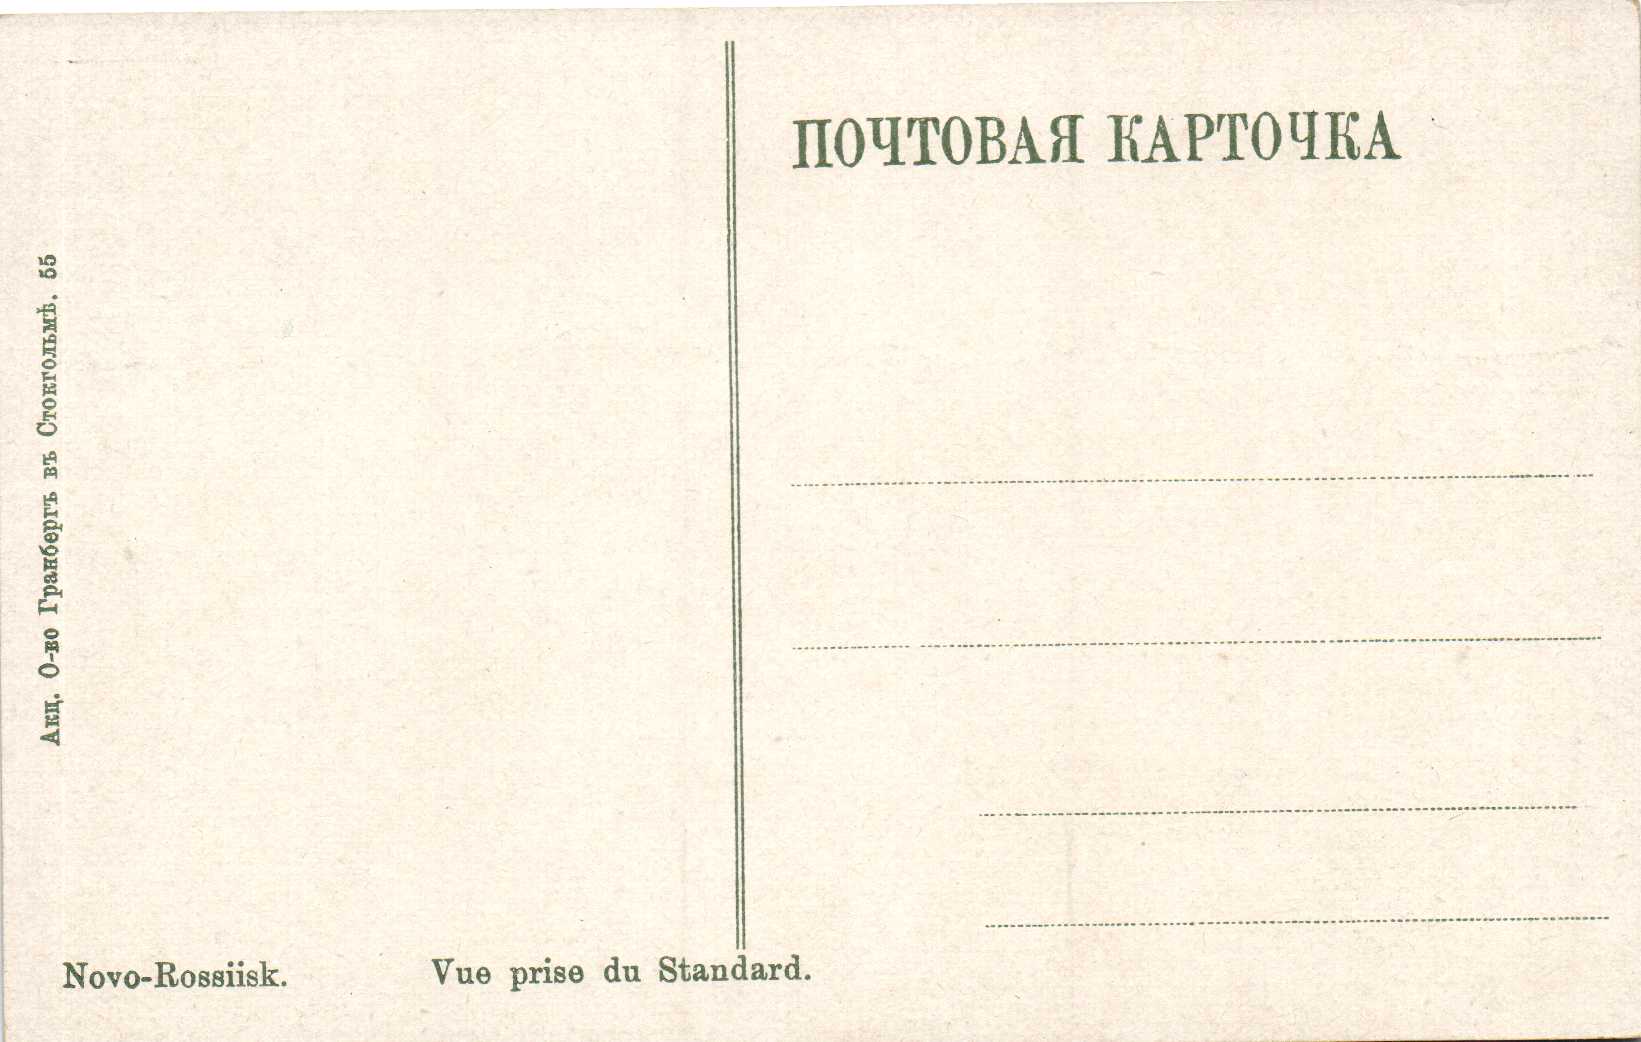 ПОЧТОВАЯ КАРТОЧКА
Акц. О-во Гранбергъ въ Стокгольмѣ. 55
Novo-Rossiisk. Vue prise du Standard.